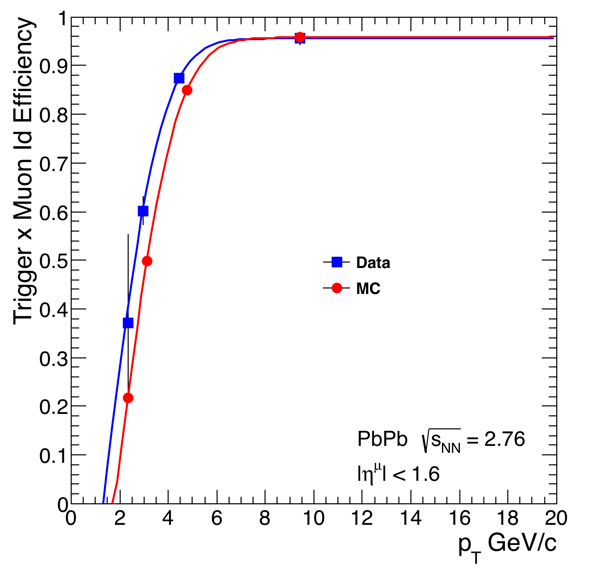 Trigger x Muon Id Efficiency
1
0.9
0.8
0.7
0.6
0.5
0.4
0.3
0.2
0.1
0
Data
MC
PbPb √sNN = 2.76
|ημ| < 1.6
0 2 4 6 8 10 12 14 16 18 20
pT GeV/c